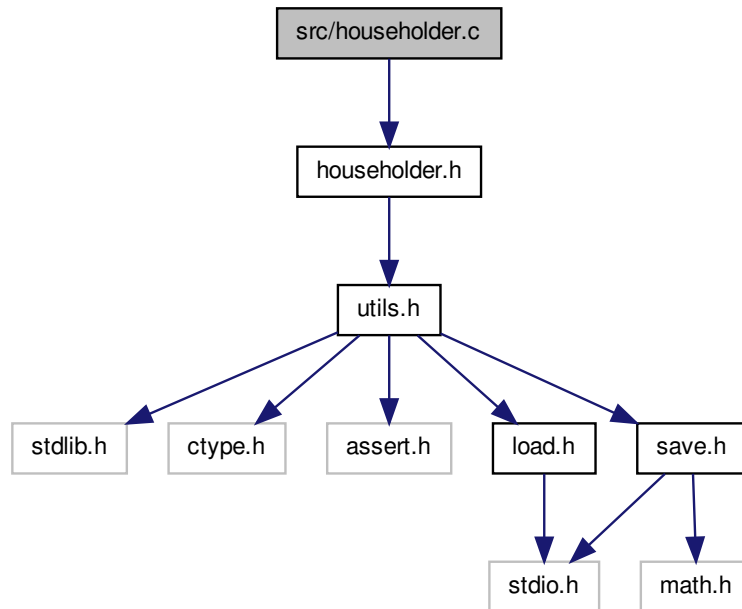 src/householder.c
householder.h
utils.h
stdlib.h
ctype.h
assert.h
load.h
save.h
stdio.h
math.h